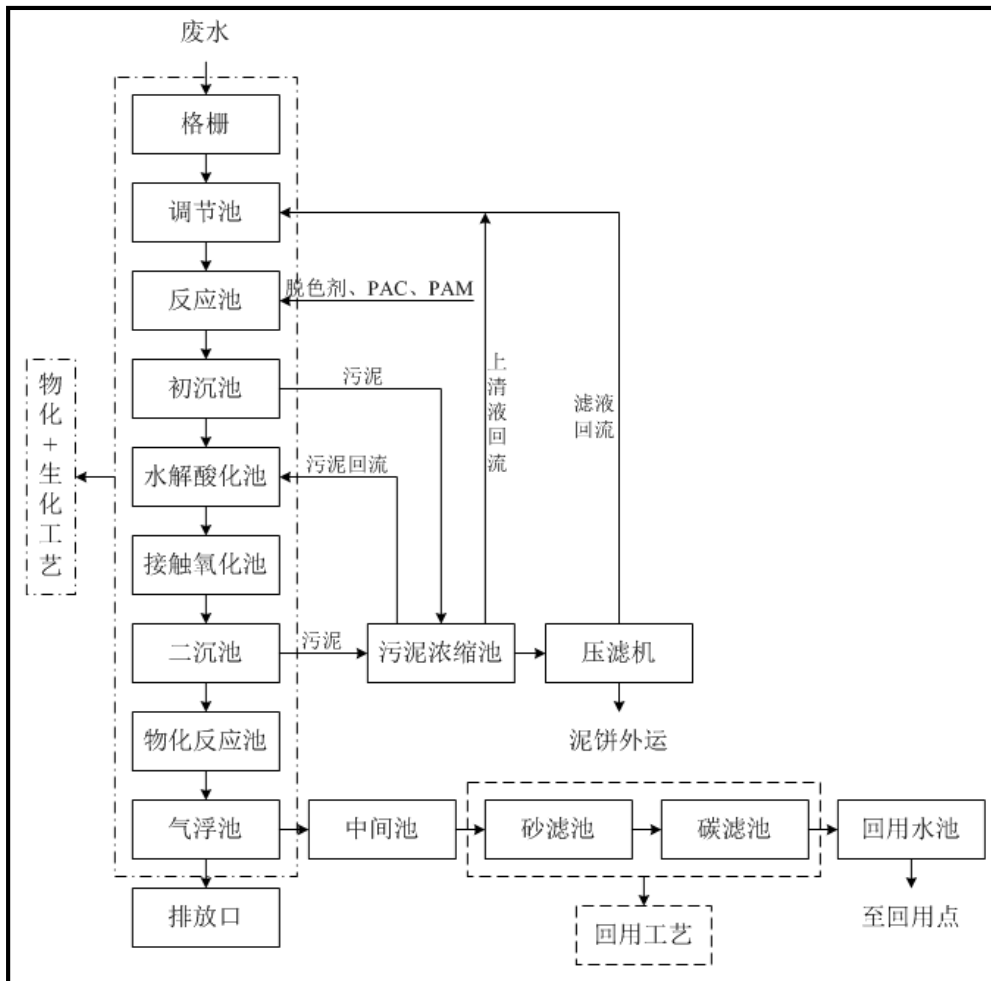 废水
格栅
调节池
反应池
脱色剂、PAC、PAM
初沉池
污泥
上清液回流
滤液
回流
物化+生化工艺
水解酸化池
污泥回流
接触氧化池
二沉池
污泥
污泥浓缩池
压滤机
泥饼外运
物化反应池
气浮池
中间池
砂滤池
碳滤池
回用水池
排放口
回用工艺
至回用点